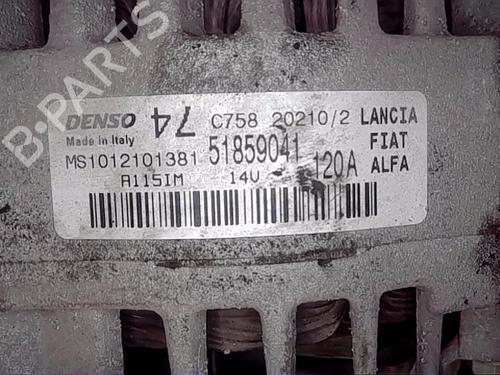 B-PARTS
DENSO 74 C758 20210/2 LANCIA
Made in Italy FIAT
MS1012101381 51859041 120A ALFA
A115IM 14V